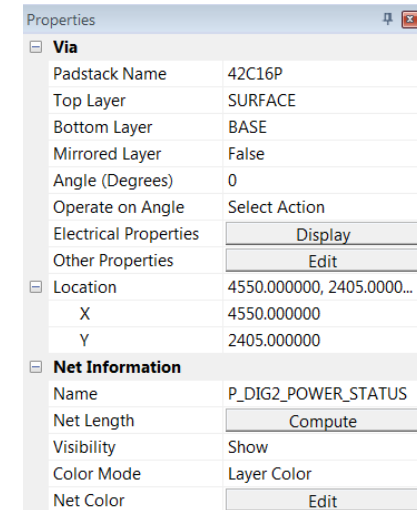 Properties
Via
Padstack Name 42C16P
Top Layer SURFACE
Bottom Layer BASE
Mirrored Layer False
Angle (Degrees) 0
Operate on Angle Select Action
Electrical Properties Display
Other Properties Edit
Location 4550.000000, 2405.0000...
X 4550.000000
Y 2405.000000
Net Information
Name P_DIG2_POWER_STATUS
Net Length Compute
Visibility Show
Color Mode Layer Color
Net Color Edit